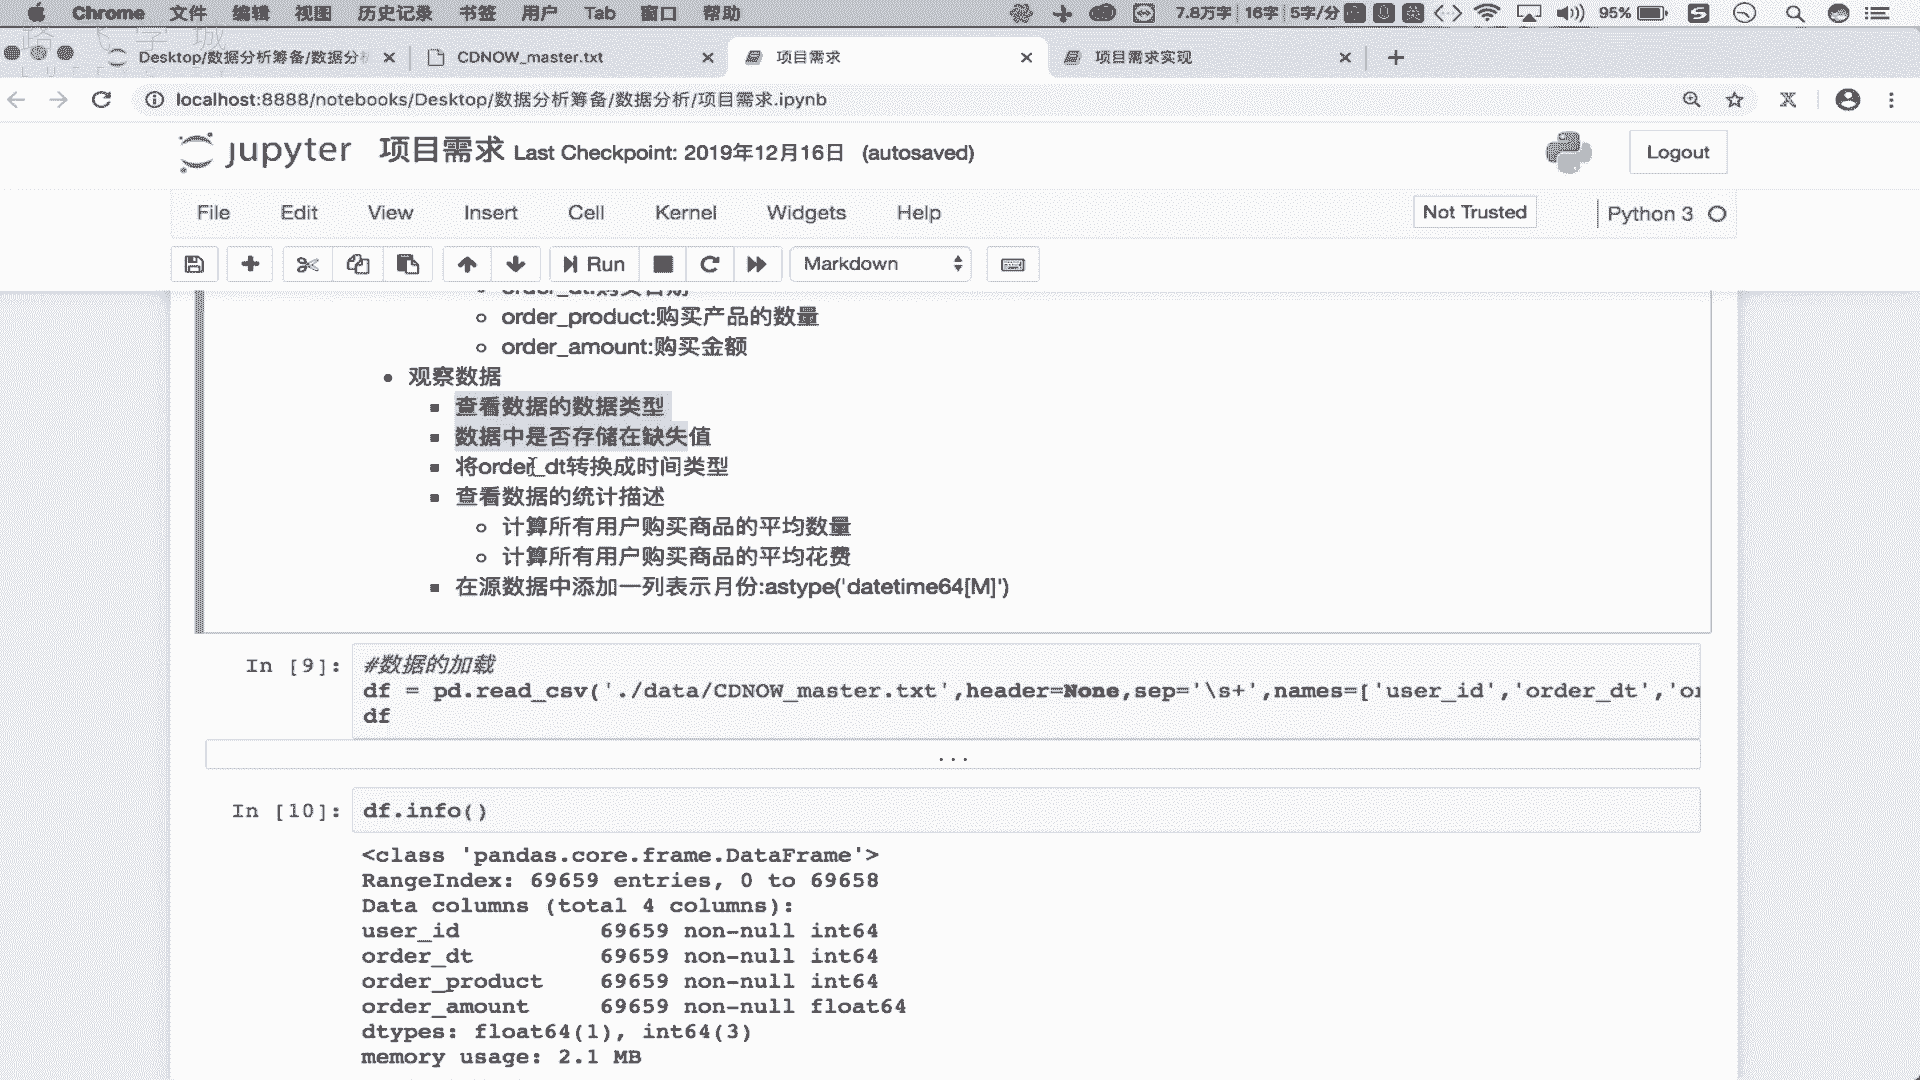 Chrome 文件 编辑 视图 历史记录 书签 用户 Tab 窗口 帮助 7.8万字 16字 5字/分 英 95% S
Desktop/数据分析筹备/数据分析 CDNOW_master.txt 项目需求 项目需求实现
localhost:8888/notebooks/Desktop/数据分析筹备/数据分析/项目需求.ipynb
jupyter 项目需求 Last Checkpoint: 2019年12月16日 (autosaved) Logout
File Edit View Insert Cell Kernel Widgets Help Not Trusted Python 3
Run Markdown
order_dt:购买日期
order_product:购买产品的数量
order_amount:购买金额
观察数据
查看数据的数据类型
数据中是否存储在缺失值
将order_dt转换成时间类型
查看数据的统计描述
计算所有用户购买商品的平均数量
计算所有用户购买商品的平均花费
在源数据中添加一列表示月份:astype('datetime64[M]')
In [9]: #数据的加载
df = pd.read_csv('./data/CDNOW_master.txt',header=None,sep='\s+',names=['user_id','order_dt','or
df
...
In [10]: df.info()
<class 'pandas.core.frame.DataFrame'>
RangeIndex: 69659 entries, 0 to 69658
Data columns (total 4 columns):
user_id 69659 non-null int64
order_dt 69659 non-null int64
order_product 69659 non-null int64
order_amount 69659 non-null float64
dtypes: float64(1), int64(3)
memory usage: 2.1 MB